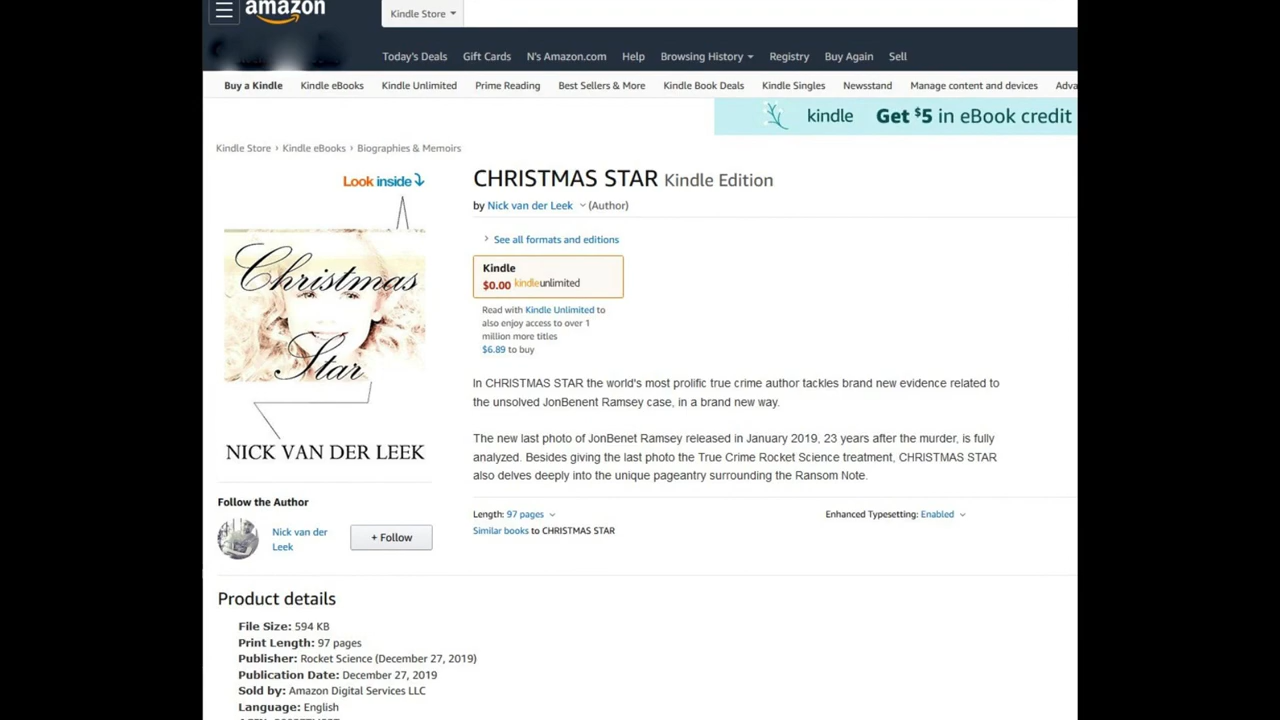 amazon
Kindle Store
Today's Deals Gift Cards N's Amazon.com Help Browsing History Registry Buy Again Sell
Buy a Kindle Kindle eBooks Kindle Unlimited Prime Reading Best Sellers & More Kindle Book Deals Kindle Singles Newsstand Manage content and devices Adva
kindle Get $5 in eBook credit
Kindle Store › Kindle eBooks › Biographies & Memoirs
Look inside
CHRISTMAS STAR Kindle Edition
by Nick van der Leek (Author)
See all formats and editions
Kindle
$0.00 kindleunlimited
Read with Kindle Unlimited to
also enjoy access to over 1
million more titles
$6.89 to buy
Christmas
Star
NICK VAN DER LEEK
In CHRISTMAS STAR the world's most prolific true crime author tackles brand new evidence related to
the unsolved JonBenent Ramsey case, in a brand new way.
The new last photo of JonBenet Ramsey released in January 2019, 23 years after the murder, is fully
analyzed. Besides giving the last photo the True Crime Rocket Science treatment, CHRISTMAS STAR
also delves deeply into the unique pageantry surrounding the Ransom Note.
Length: 97 pages
Enhanced Typesetting: Enabled
Similar books to CHRISTMAS STAR
Follow the Author
Nick van der
Leek
+ Follow
Product details
File Size: 594 KB
Print Length: 97 pages
Publisher: Rocket Science (December 27, 2019)
Publication Date: December 27, 2019
Sold by: Amazon Digital Services LLC
Language: English